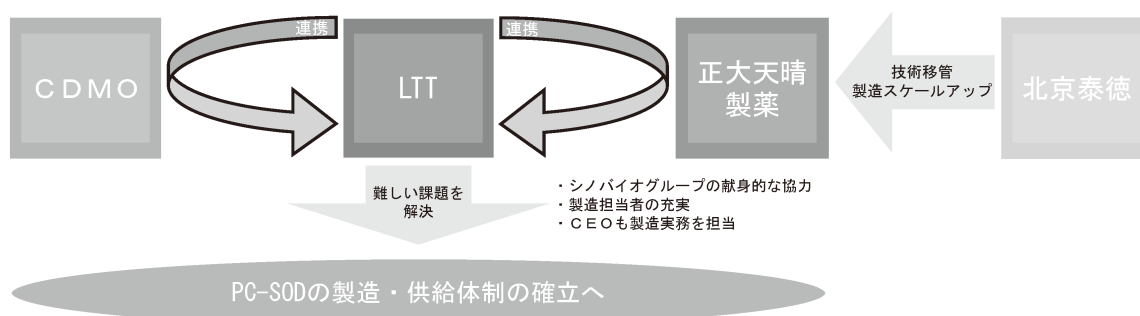 連携
連携
ＣＤＭＯ
LTT
正大天晴
製薬
技術移管
製造スケールアップ
北京泰徳
難しい課題を
解決
・シノバイオグループの献身的な協力
・製造担当者の充実
・ＣＥＯも製造実務を担当
PC-SODの製造・供給体制の確立へ